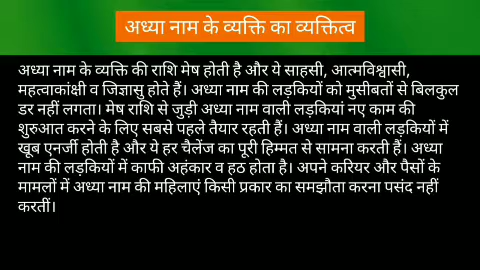 अध्या नाम के व्यक्ति का व्यक्तित्व
अध्या नाम के व्यक्ति की राशि मेष होती है और ये साहसी, आत्मविश्वासी,
महत्वाकांक्षी व जिज्ञासु होते हैं। अध्या नाम की लड़कियों को मुसीबतों से बिलकुल
डर नहीं लगता। मेष राशि से जुड़ी अध्या नाम वाली लड़कियां नए काम की
शुरुआत करने के लिए सबसे पहले तैयार रहती हैं। अध्या नाम वाली लड़कियों में
खूब एनर्जी होती है और ये हर चैलेंज का पूरी हिम्मत से सामना करती हैं। अध्या
नाम की लड़कियों में काफी अहंकार व हठ होता है। अपने करियर और पैसों के
मामलों में अध्या नाम की महिलाएं किसी प्रकार का समझौता करना पसंद नहीं
करतीं।